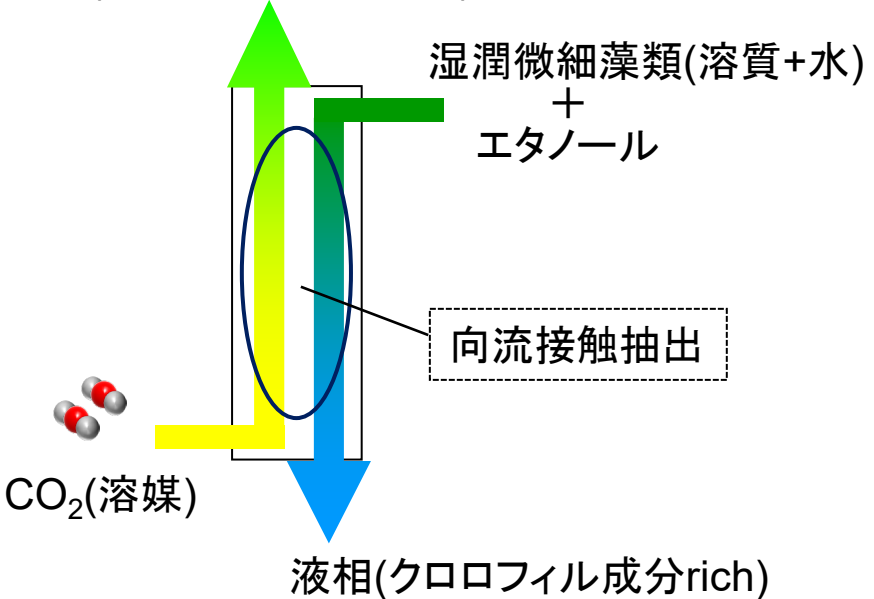 湿潤微細藻類(溶質+水)
＋
エタノール
向流接触抽出
CO₂(溶媒)
液相(クロロフィル成分rich)